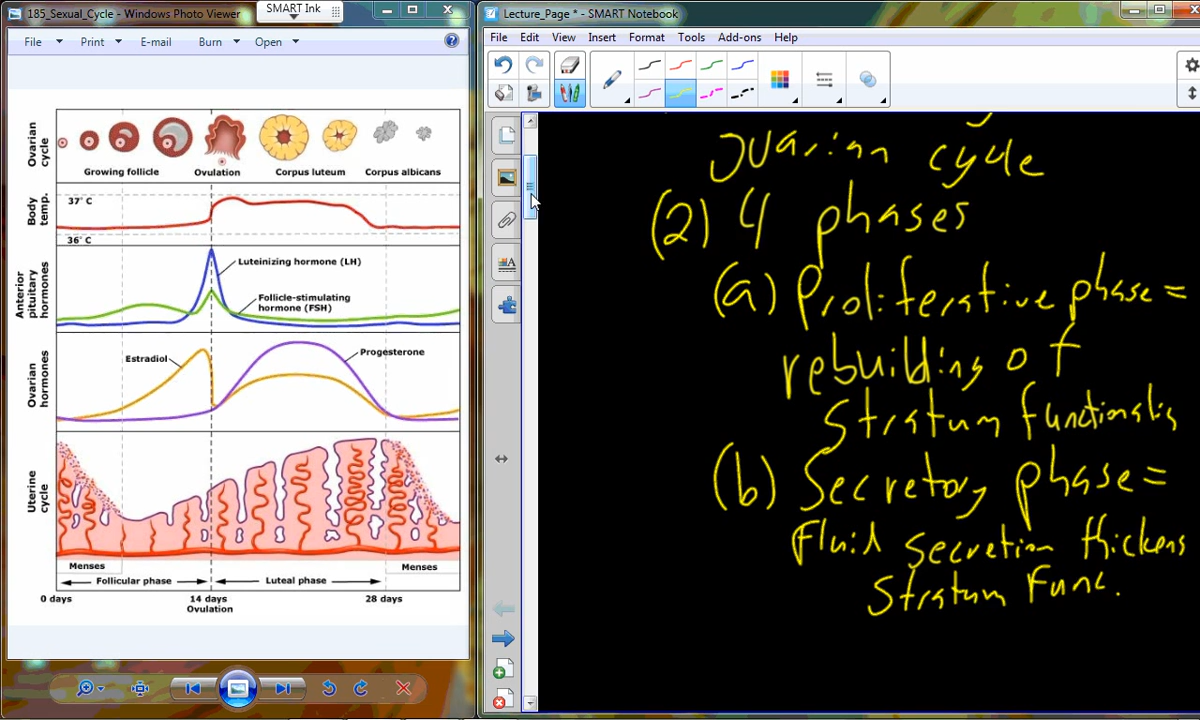 185_Sexual_Cycle - Windows Photo Viewer
SMART Ink
File Print E-mail Burn Open
Ovarian cycle
Growing follicle Ovulation Corpus luteum Corpus albicans
Body temp.
37° C
36° C
Anterior pituitary hormones
Luteinizing hormone (LH)
Follicle-stimulating
hormone (FSH)
Ovarian hormones
Estradiol
Progesterone
Uterine cycle
Menses
Menses
Follicular phase
Luteal phase
0 days 14 days 28 days
Ovulation
Lecture_Page * - SMART Notebook
File Edit View Insert Format Tools Add-ons Help
ovarian cycle
(2) 4 phases
(a) Proliferative phase =
rebuilding of
Stratum functionalis
(b) Secretory phase =
Fluid secretion thickens
Stratum Func.